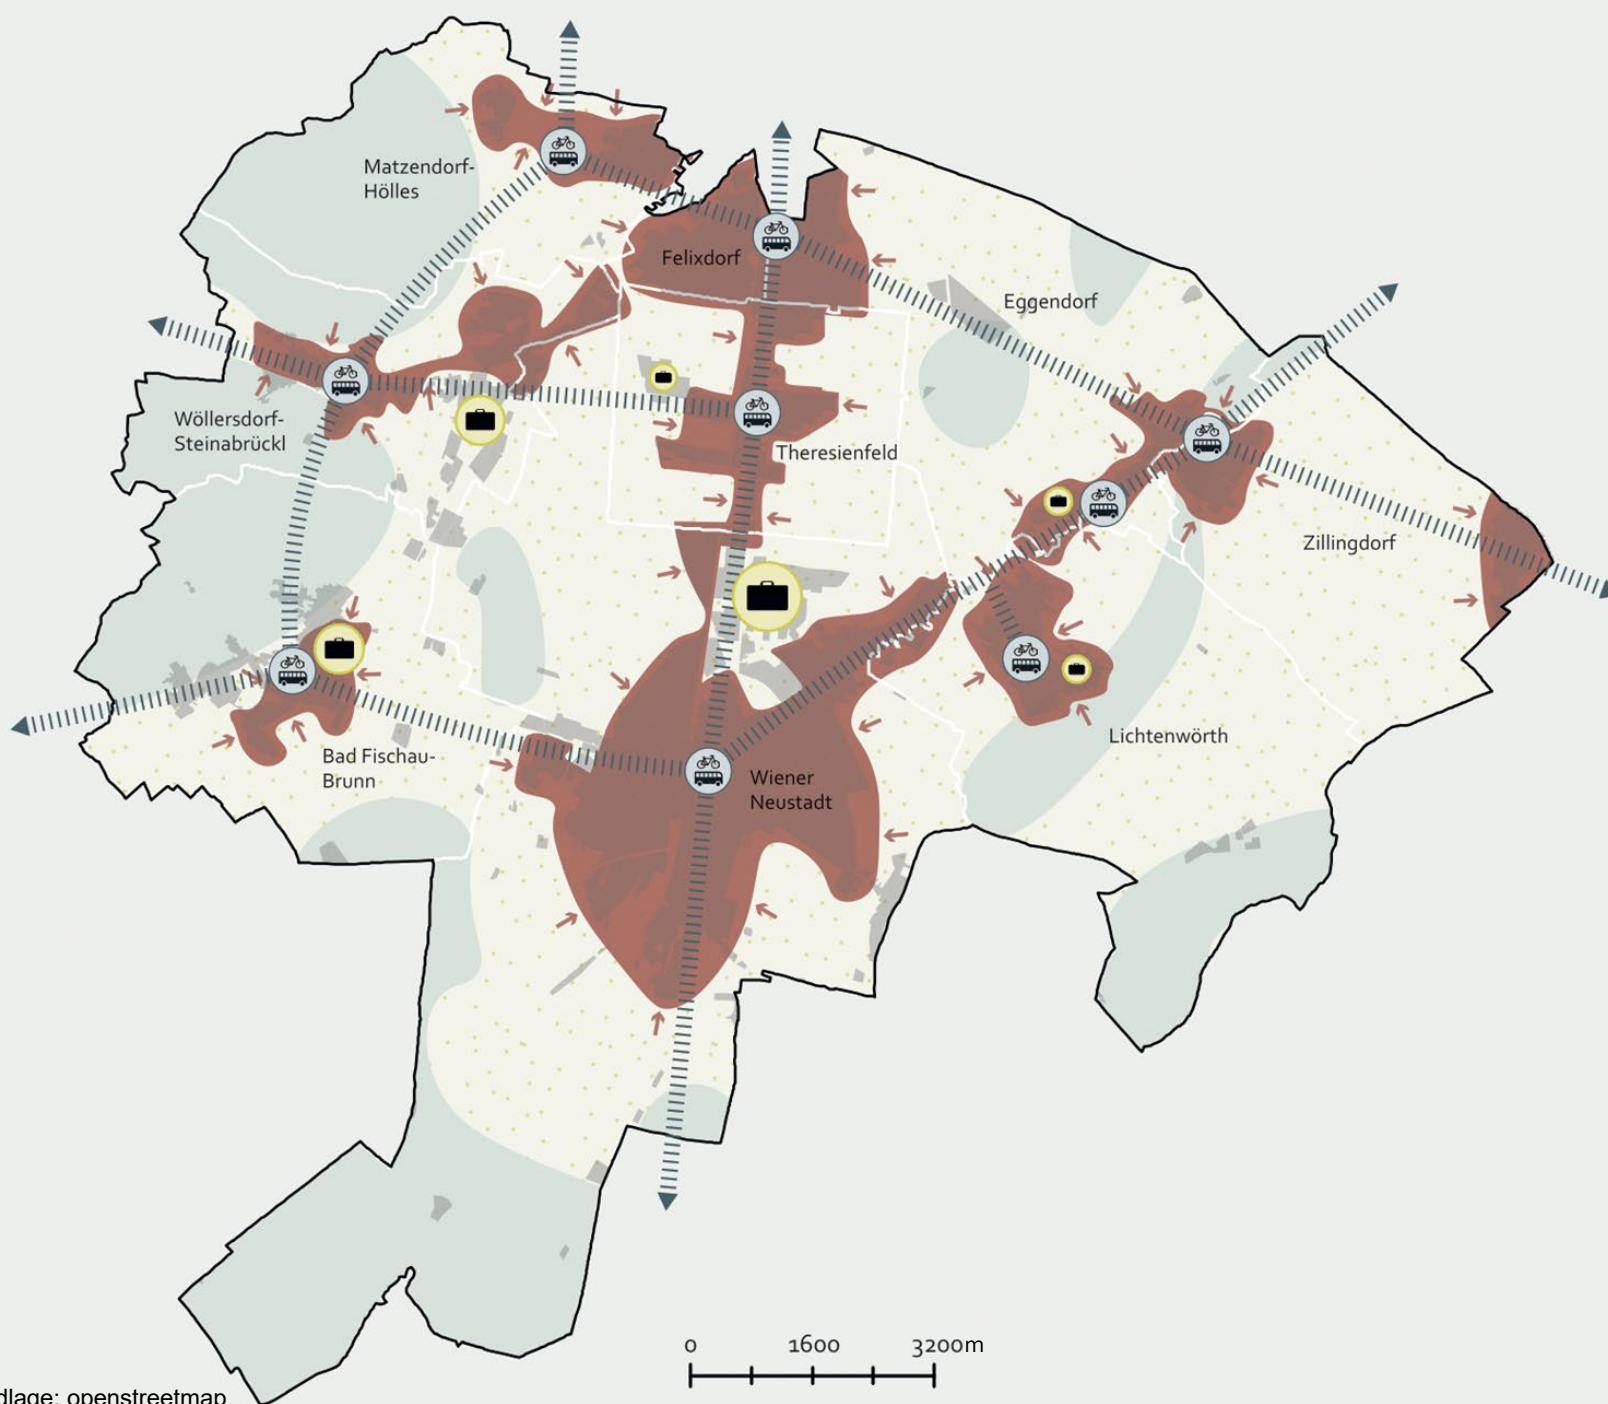 Matzendorf-
Hölles
Felixdorf
Eggendorf
Wöllersdorf-
Steinabrückl
Theresienfeld
Zillingdorf
Lichtenwörth
Bad Fischau-
Brunn
Wiener
Neustadt
0 1600 3200m
dlage: openstreetmap